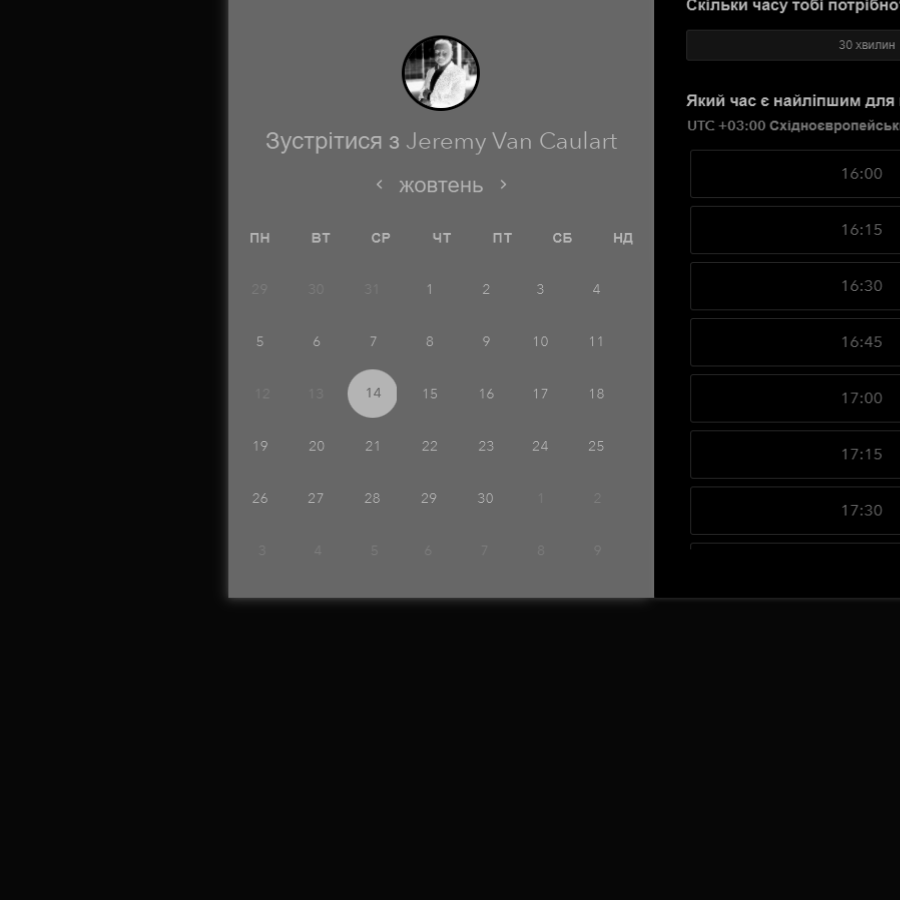 Зустрітися з Jeremy Van Caulart
жовтень
ПН ВТ СР ЧТ ПТ СБ НД
29 30 31 1 2 3 4
5 6 7 8 9 10 11
12 13 14 15 16 17 18
19 20 21 22 23 24 25
26 27 28 29 30 1 2
3 4 5 6 7 8 9
Скільки часу тобі потрібно?
30 хвилин
Який час є найліпшим для
UTC +03:00
16:00
16:15
16:30
16:45
17:00
17:15
17:30